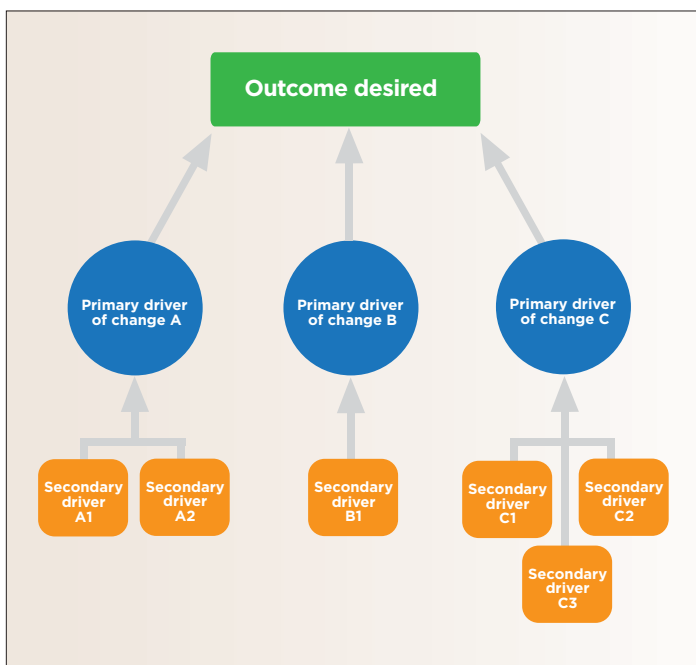 Outcome desired
Primary driver
of change A
Primary driver
of change B
Primary driver
of change C
Secondary
driver
A1
Secondary
driver
A2
Secondary
driver
B1
Secondary
driver
C1
Secondary
driver
C2
Secondary
driver
C3